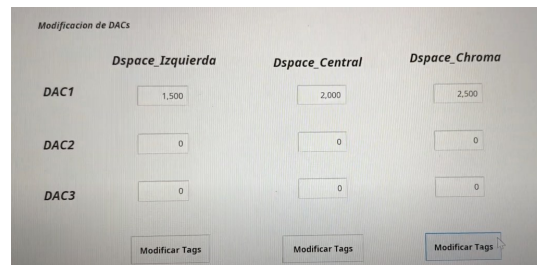 Modificacion de DACs
Dspace_Izquierda Dspace_Central Dspace_Chroma
DAC1 1,500 2,000 2,500
DAC2 0 0 0
DAC3 0 0 0
Modificar Tags Modificar Tags Modificar Tags